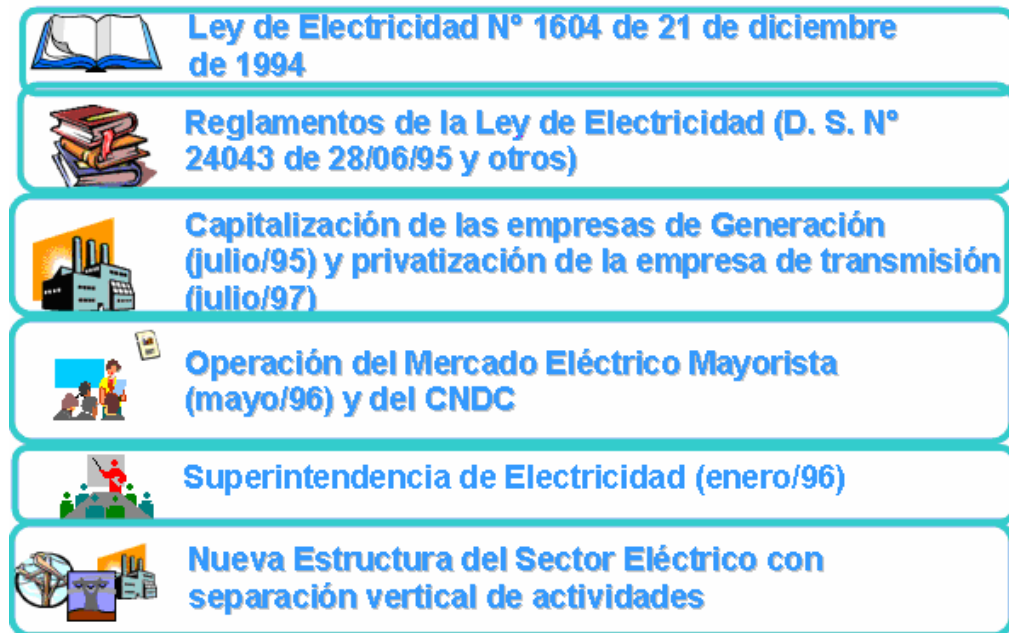 Ley de Electricidad N° 1604 de 21 de diciembre
de 1994
Reglamentos de la Ley de Electricidad (D. S. N°
24043 de 28/06/95 y otros)
Capitalización de las empresas de Generación
(julio/95) y privatización de la empresa de transmisión
(julio/97)
Operación del Mercado Eléctrico Mayorista
(mayo/96) y del CNDC
Superintendencia de Electricidad (enero/96)
Nueva Estructura del Sector Eléctrico con
separación vertical de actividades